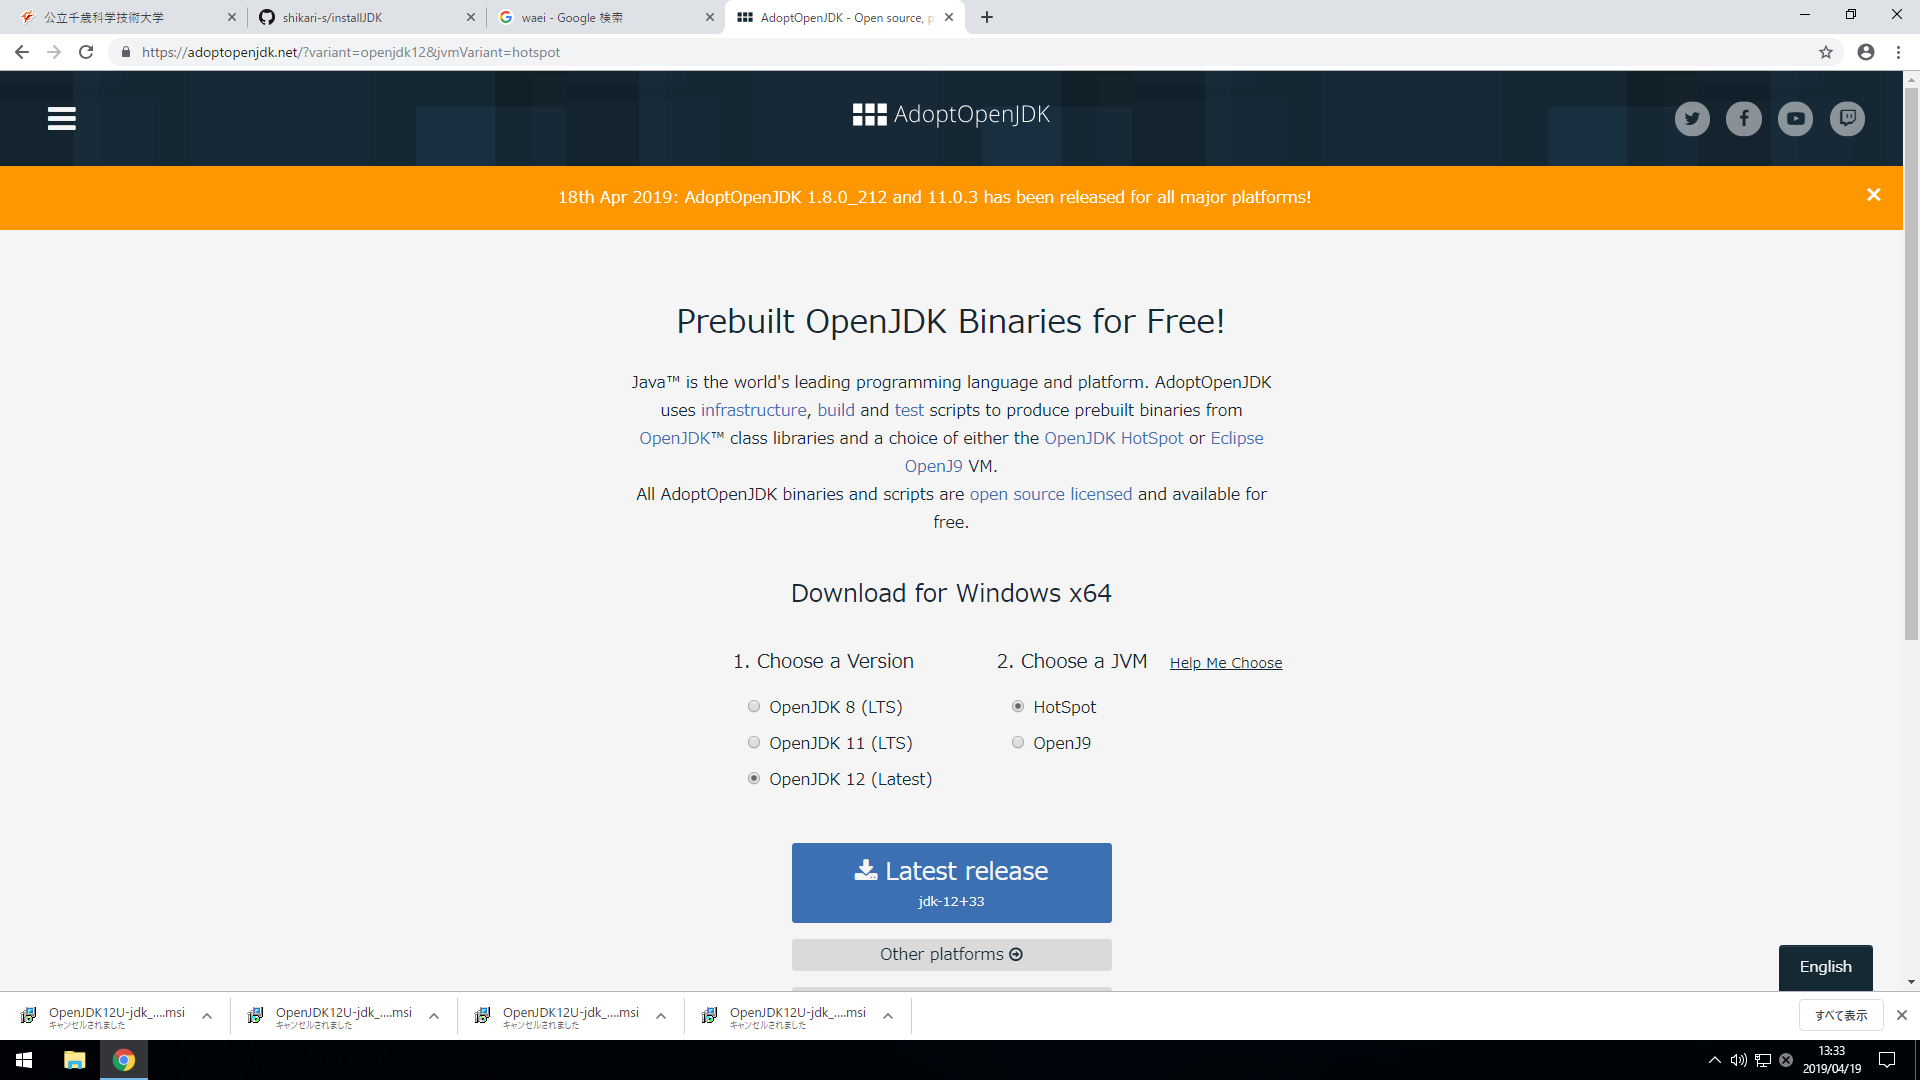 公立千歳科学技術大学
shikari-s/installJDK
waei - Google 検索
AdoptOpenJDK - Open source, p
https://adoptopenjdk.net/?variant=openjdk12&jvmVariant=hotspot
AdoptOpenJDK
18th Apr 2019: AdoptOpenJDK 1.8.0_212 and 11.0.3 has been released for all major platforms!
Prebuilt OpenJDK Binaries for Free!
Java™ is the world's leading programming language and platform. AdoptOpenJDK
uses infrastructure, build and test scripts to produce prebuilt binaries from
OpenJDK™ class libraries and a choice of either the OpenJDK HotSpot or Eclipse
OpenJ9 VM.
All AdoptOpenJDK binaries and scripts are open source licensed and available for
free.
Download for Windows x64
1. Choose a Version
2. Choose a JVM Help Me Choose
OpenJDK 8 (LTS)
HotSpot
OpenJDK 11 (LTS)
OpenJ9
OpenJDK 12 (Latest)
Latest release
jdk-12+33
Other platforms
English
OpenJDK12U-jdk_....msi
キャンセルされました
OpenJDK12U-jdk_....msi
キャンセルされました
OpenJDK12U-jdk_....msi
キャンセルされました
OpenJDK12U-jdk_....msi
キャンセルされました
すべて表示
13:33
2019/04/19